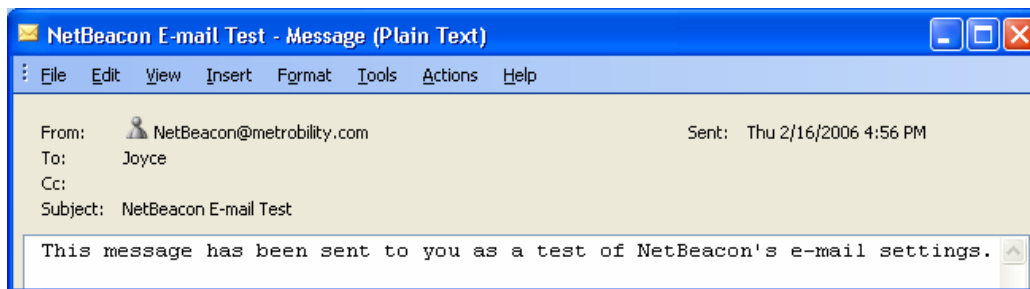 NetBeacon E-mail Test - Message (Plain Text)
File Edit View Insert Format Tools Actions Help
From: NetBeacon@metrobility.com Sent: Thu 2/16/2006 4:56 PM
To: Joyce
Cc:
Subject: NetBeacon E-mail Test
This message has been sent to you as a test of NetBeacon's e-mail settings.